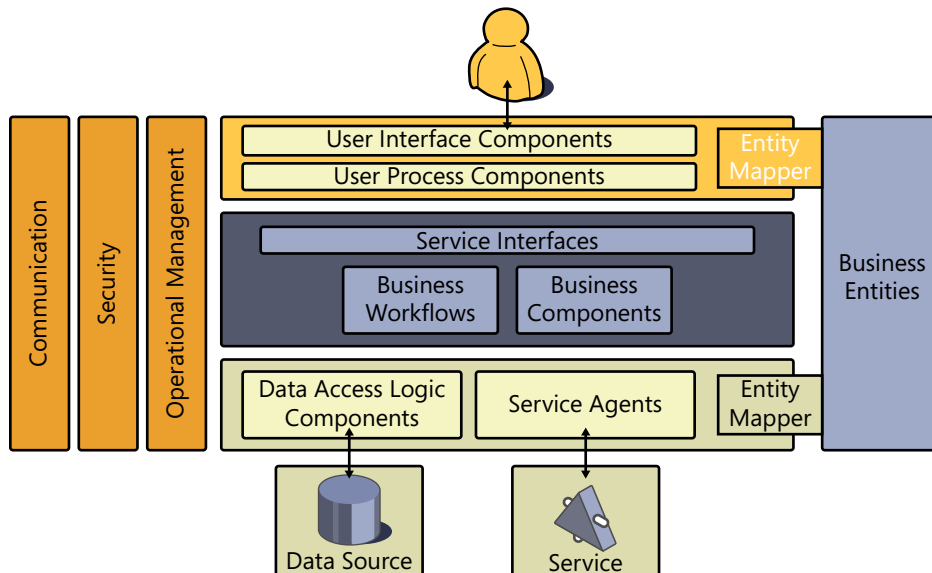 Communication
Security
Operational Management
User Interface Components
User Process Components
Entity
Mapper
Service Interfaces
Business
Workflows
Business
Components
Data Access Logic
Components
Service Agents
Entity
Mapper
Business
Entities
Data Source
Service